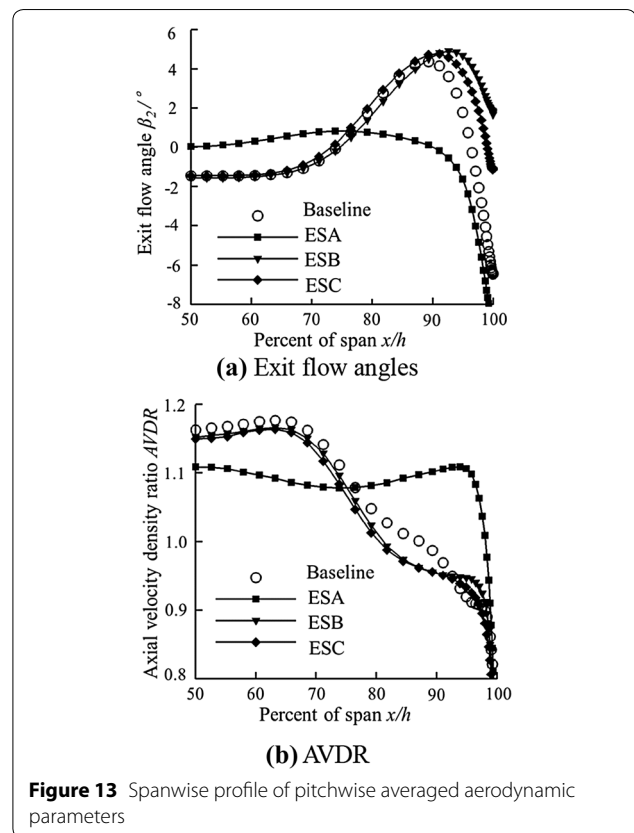 6
4
2
0
-2
-4
-6
-8
Exit flow angle β₂/°
Baseline
ESA
ESB
ESC
50 60 70 80 90 100
Percent of span x/h
(a) Exit flow angles
1.2
1.1
1.0
0.9
0.8
Axial velocity density ratio AVDR
Baseline
ESA
ESB
ESC
50 60 70 80 90 100
Percent of span x/h
(b) AVDR
Figure 13 Spanwise profile of pitchwise averaged aerodynamic
parameters